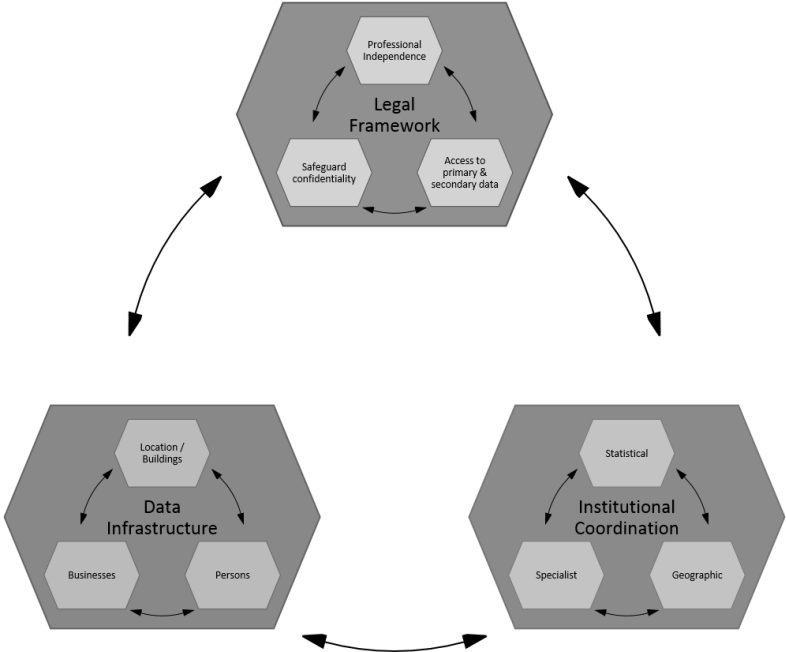 Professional
Independence
Legal
Framework
Safeguard
confidentiality
Access to
primary &
secondary data
Location /
Buildings
Data
Infrastructure
Businesses
Persons
Statistical
Institutional
Coordination
Specialist
Geographic